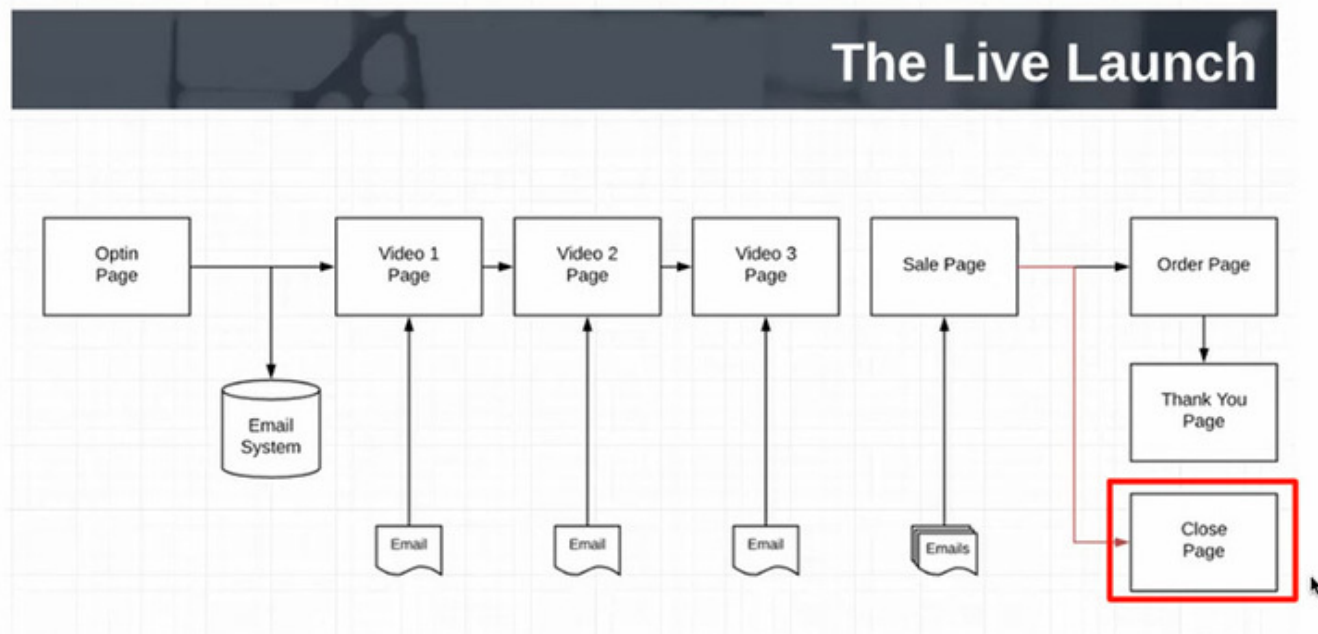 The Live Launch
Optin
Page
Video 1
Page
Video 2
Page
Video 3
Page
Sale Page
Order Page
Email
System
Thank You
Page
Email
Email
Email
Emails
Close
Page